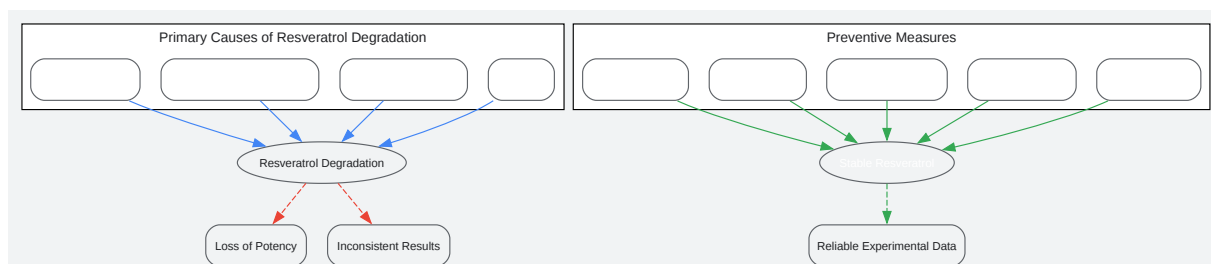 Primary Causes of Resveratrol Degradation
Preventive Measures
Resveratrol Degradation
Stable Resveratrol
Loss of Potency
Inconsistent Results
Reliable Experimental Data